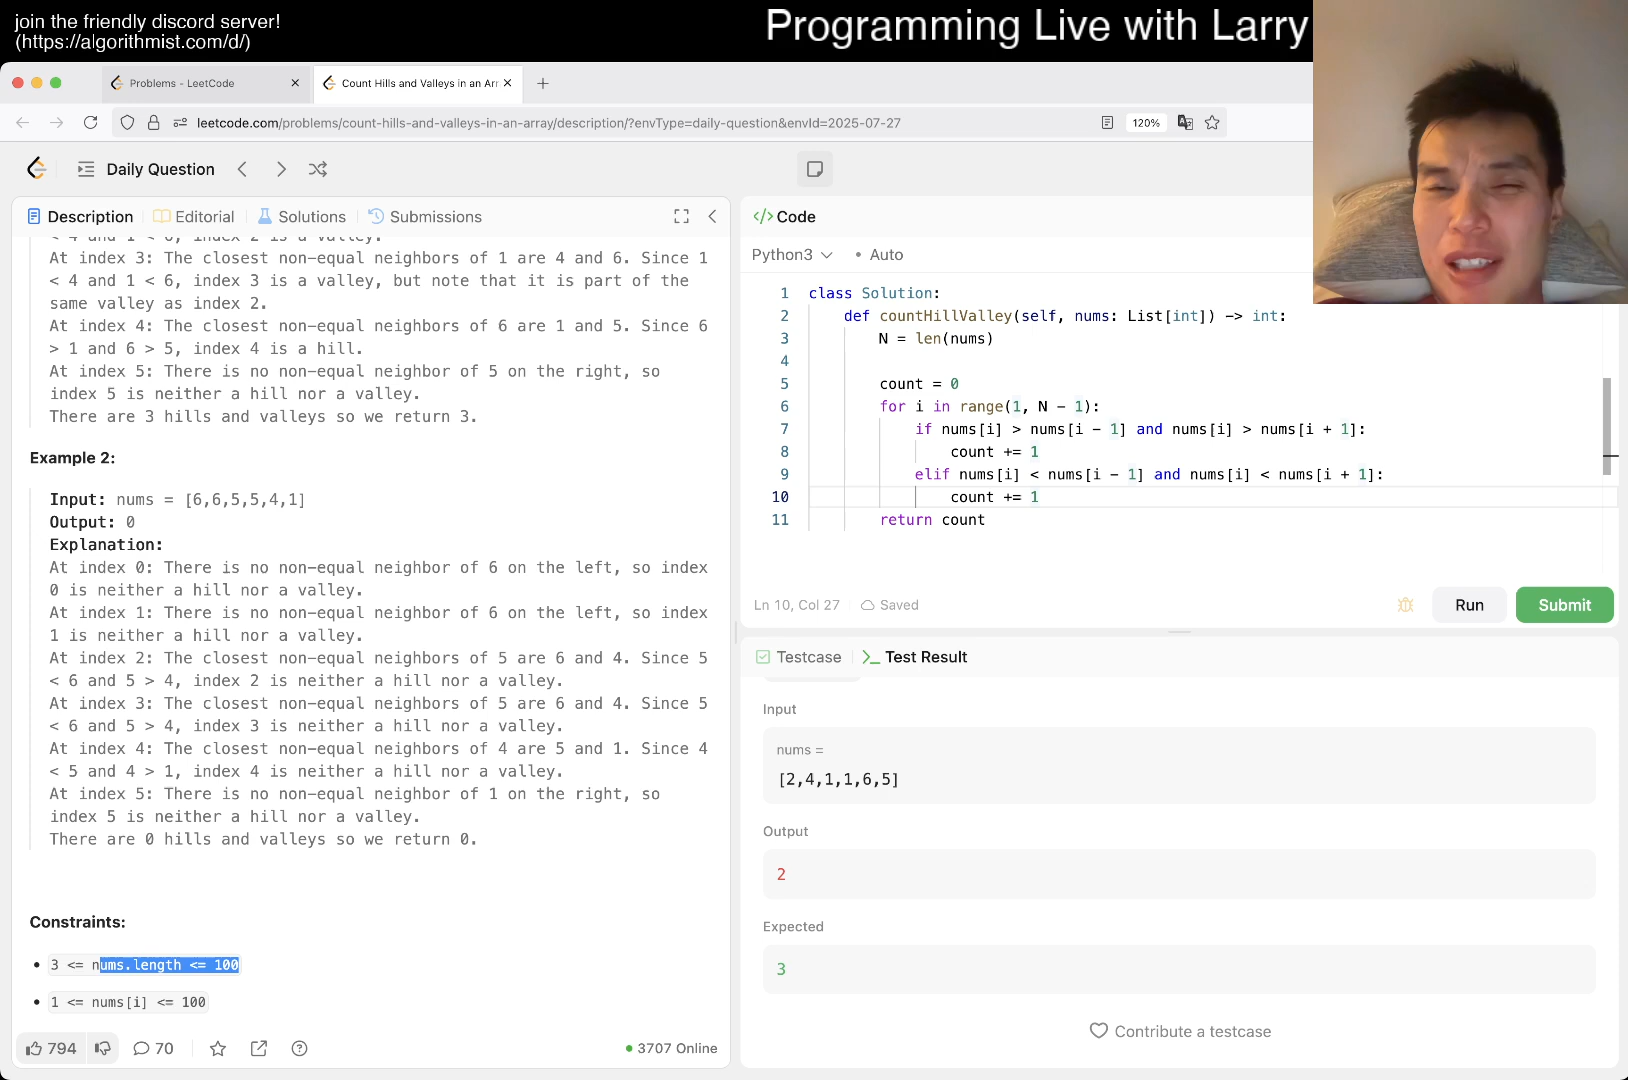 join the friendly discord server!
(https://algorithmist.com/d/)
Programming Live with Larry
Problems - LeetCode
Count Hills and Valleys in an Arr
leetcode.com/problems/count-hills-and-valleys-in-an-array/description/?envType=daily-question&envId=2025-07-27
120%
Daily Question
Description
Editorial
Solutions
Submissions
< 4 and 1 < 6, index 2 is a valley.
At index 3: The closest non-equal neighbors of 1 are 4 and 6. Since 1
< 4 and 1 < 6, index 3 is a valley, but note that it is part of the
same valley as index 2.
At index 4: The closest non-equal neighbors of 6 are 1 and 5. Since 6
> 1 and 6 > 5, index 4 is a hill.
At index 5: There is no non-equal neighbor of 5 on the right, so
index 5 is neither a hill nor a valley.
There are 3 hills and valleys so we return 3.
Example 2:
Input: nums = [6,6,5,5,4,1]
Output: 0
Explanation:
At index 0: There is no non-equal neighbor of 6 on the left, so index
0 is neither a hill nor a valley.
At index 1: There is no non-equal neighbor of 6 on the left, so index
1 is neither a hill nor a valley.
At index 2: The closest non-equal neighbors of 5 are 6 and 4. Since 5
< 6 and 5 > 4, index 2 is neither a hill nor a valley.
At index 3: The closest non-equal neighbors of 5 are 6 and 4. Since 5
< 6 and 5 > 4, index 3 is neither a hill nor a valley.
At index 4: The closest non-equal neighbors of 4 are 5 and 1. Since 4
< 5 and 4 > 1, index 4 is neither a hill nor a valley.
At index 5: There is no non-equal neighbor of 1 on the right, so
index 5 is neither a hill nor a valley.
There are 0 hills and valleys so we return 0.
Constraints:
• 3 <= nums.length <= 100
• 1 <= nums[i] <= 100
794
70
3707 Online
Code
Python3
• Auto
1 class Solution:
2 def countHillValley(self, nums: List[int]) -> int:
3 N = len(nums)
4
5 count = 0
6 for i in range(1, N - 1):
7 if nums[i] > nums[i - 1] and nums[i] > nums[i + 1]:
8 count += 1
9 elif nums[i] < nums[i - 1] and nums[i] < nums[i + 1]:
10 count += 1
11 return count
Ln 10, Col 27
Saved
Run
Submit
Testcase
Test Result
Input
nums =
[2,4,1,1,6,5]
Output
2
Expected
3
Contribute a testcase